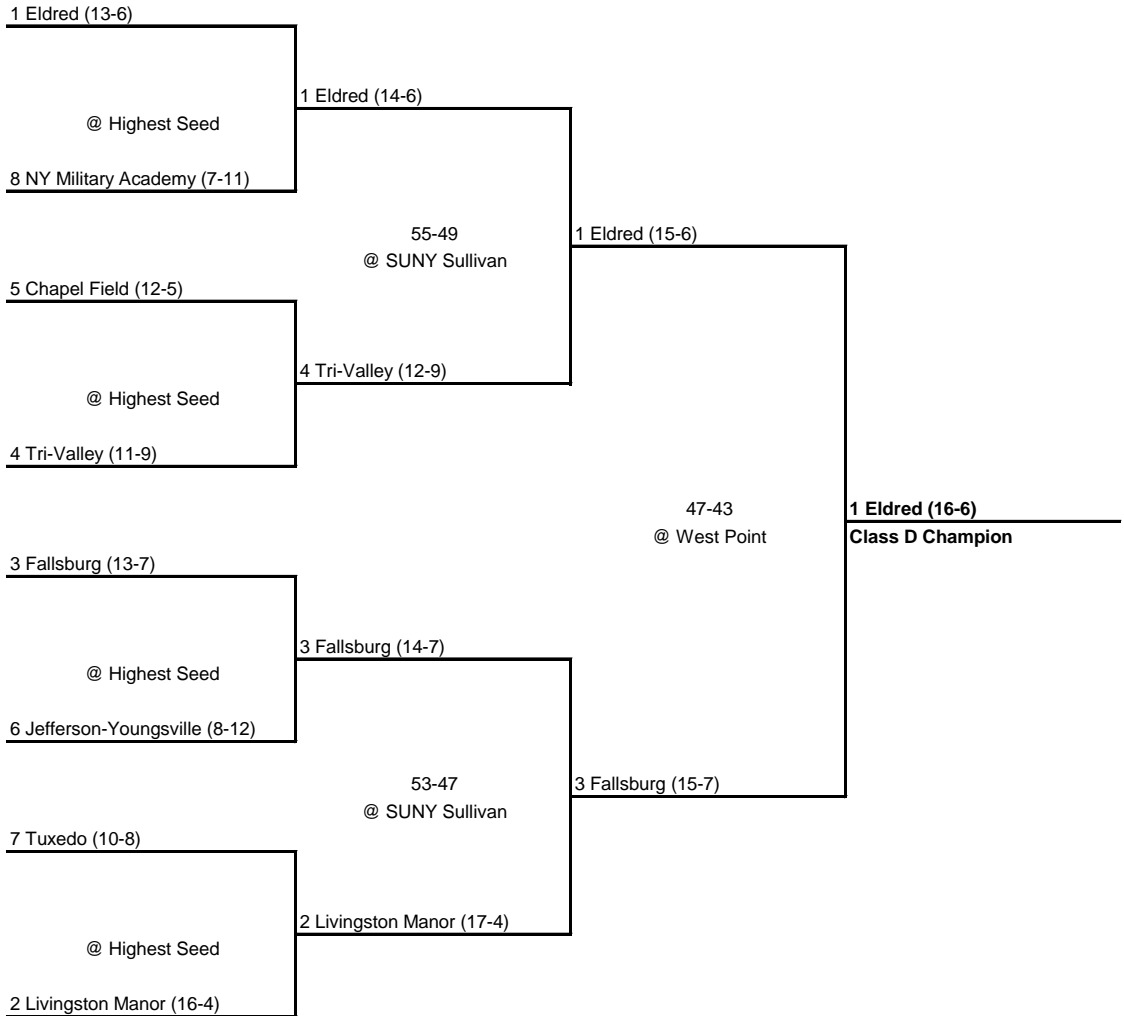 1 Eldred (13-6)
1 Eldred (14-6)
@ Highest Seed
8 NY Military Academy (7-11)
55-49
1 Eldred (15-6)
@ SUNY Sullivan
5 Chapel Field (12-5)
4 Tri-Valley (12-9)
@ Highest Seed
4 Tri-Valley (11-9)
47-43
1 Eldred (16-6)
@ West Point
Class D Champion
3 Fallsburg (13-7)
3 Fallsburg (14-7)
@ Highest Seed
6 Jefferson-Youngsville (8-12)
53-47
3 Fallsburg (15-7)
@ SUNY Sullivan
7 Tuxedo (10-8)
2 Livingston Manor (17-4)
@ Highest Seed
2 Livingston Manor (16-4)